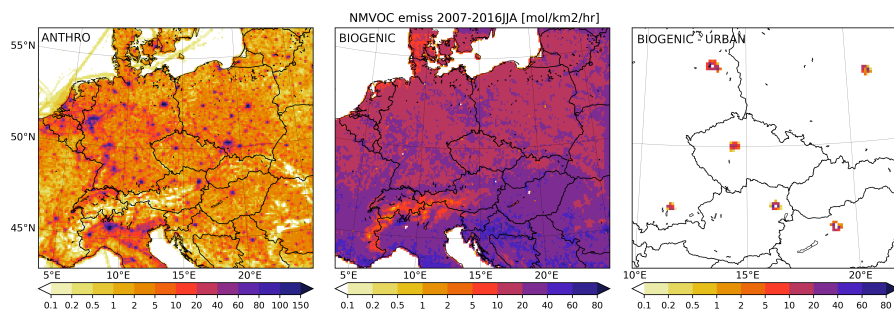 NMVOC emiss 2007-2016JJA [mol/km2/hr]
ANTHRO
BIOGENIC
BIOGENIC - URBAN
55°N
50°N
45°N
5°E 10°E 15°E 20°E
5°E 10°E 15°E 20°E
10°E 15°E 20°E
0.1 0.2 0.5 1 2 5 10 20 40 60 80 100 150
0.1 0.2 0.5 1 2 5 10 20 40 60 80
0.1 0.2 0.5 1 2 5 10 20 40 60 80